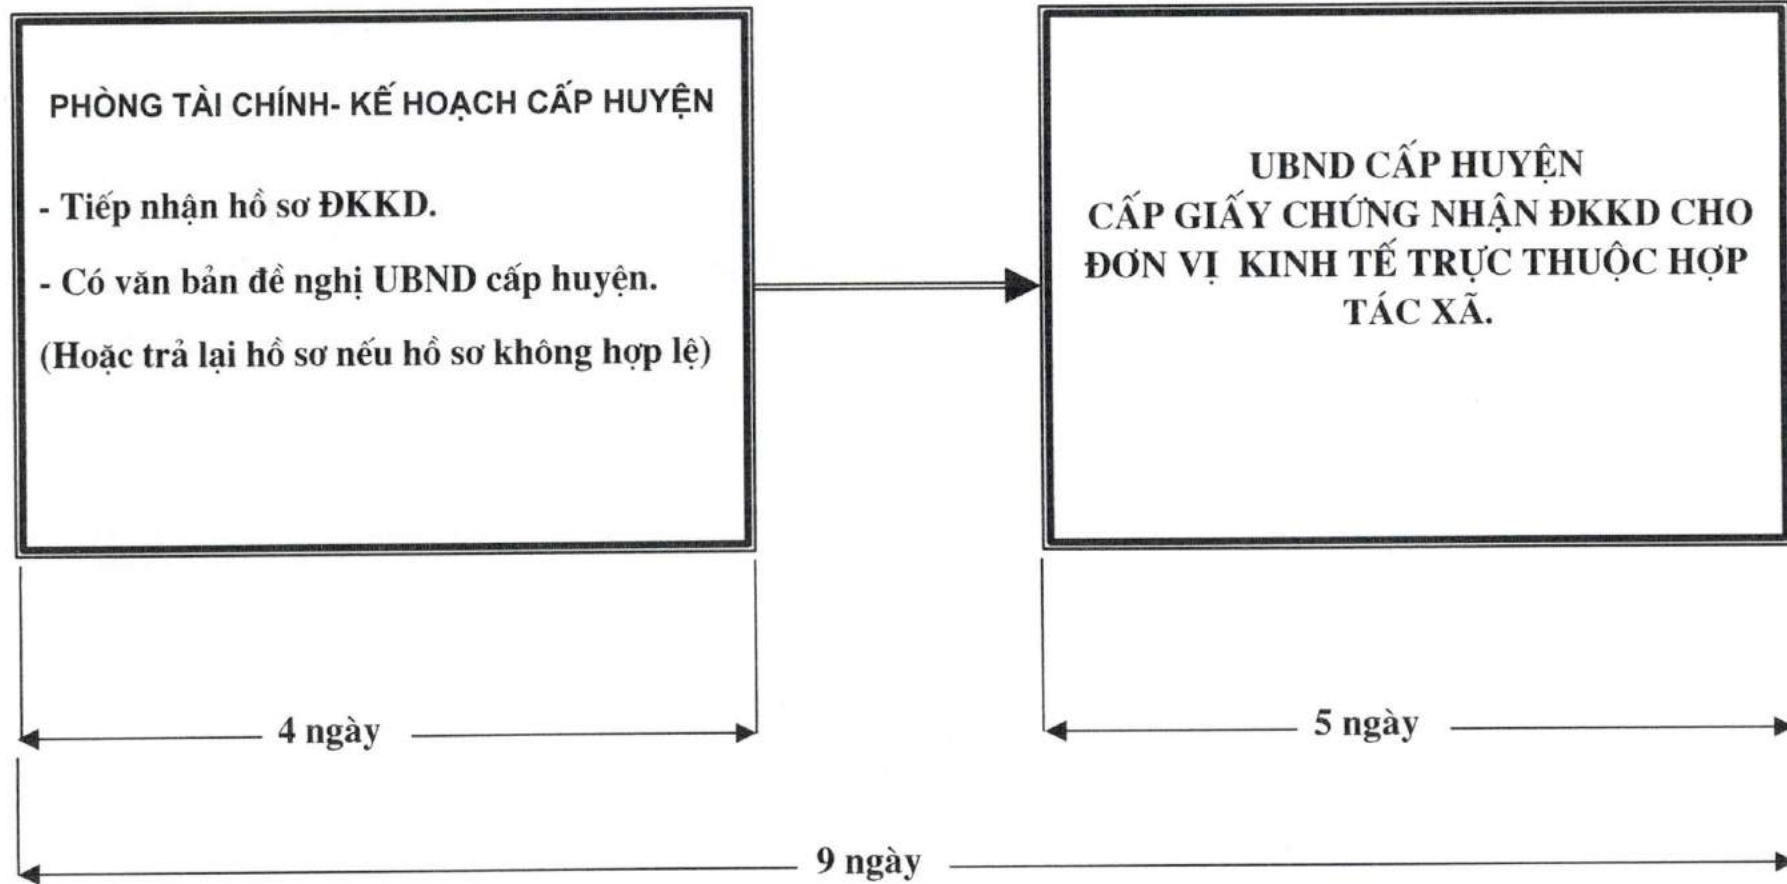 PHÒNG TÀI CHÍNH- KẾ HOẠCH CẤP HUYỆN
- Tiếp nhận hồ sơ ĐKKD.
- Có văn bản đề nghị UBND cấp huyện.
(Hoặc trả lại hồ sơ nếu hồ sơ không hợp lệ)
UBND CẤP HUYỆN
CẤP GIẤY CHỨNG NHẬN ĐKKD CHO
ĐƠN VỊ KINH TẾ TRỰC THUỘC HỢP
TÁC XÃ.
4 ngày
5 ngày
9 ngày